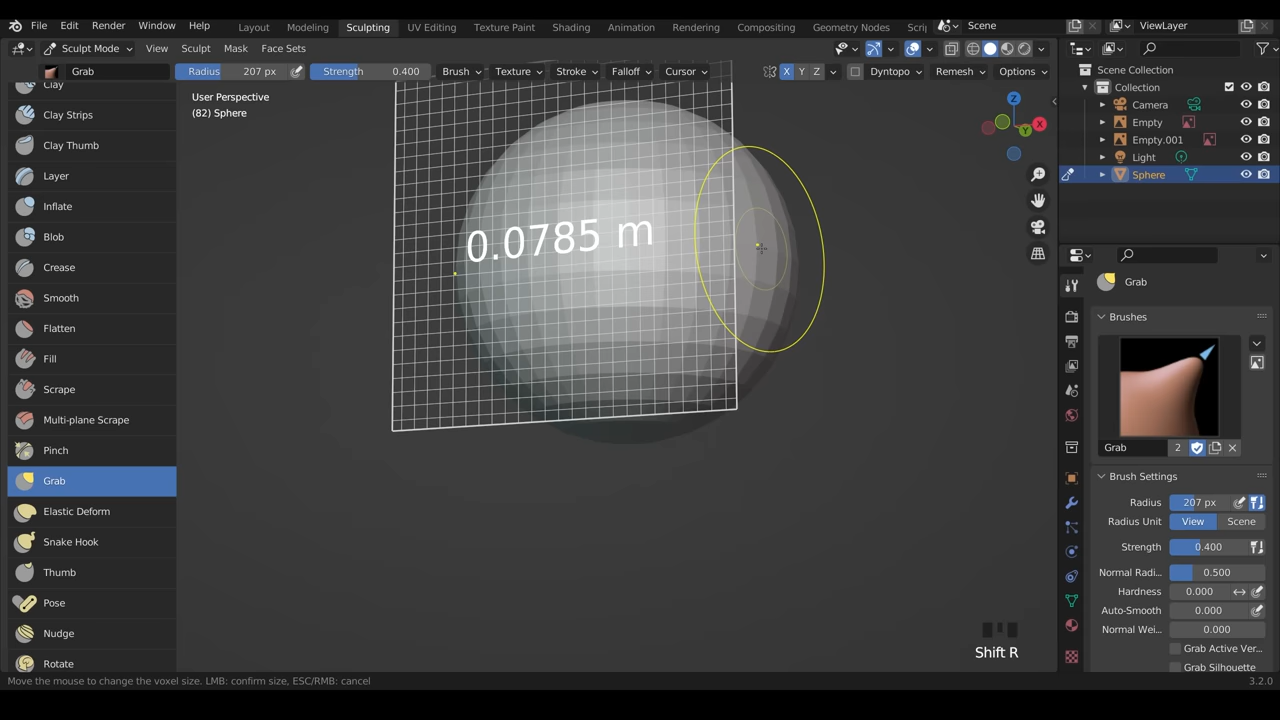 File Edit Render Window Help Layout Modeling Sculpting UV Editing Texture Paint Shading Animation Rendering Compositing Geometry Nodes Scrip Scene ViewLayer
Sculpt Mode View Sculpt Mask Face Sets
Grab Radius 207 px Strength 0.400 Brush Texture Stroke Falloff Cursor X Y Z Dyntopo Remesh Options
User Perspective
(82) Sphere
0.0785 m
Z
X
Y
Clay
Clay Strips
Clay Thumb
Layer
Inflate
Blob
Crease
Smooth
Flatten
Fill
Scrape
Multi-plane Scrape
Pinch
Grab
Elastic Deform
Snake Hook
Thumb
Pose
Nudge
Rotate
Scene Collection
Collection
Camera
Empty
Empty.001
Light
Sphere
Grab
Brushes
Grab 2
Brush Settings
Radius 207 px
Radius Unit View Scene
Strength 0.400
Normal Radi... 0.500
Hardness 0.000
Auto-Smooth 0.000
Normal Wei... 0.000
Grab Active Ver...
Grab Silhouette
Shift R
Move the mouse to change the voxel size. LMB: confirm size, ESC/RMB: cancel
3.2.0